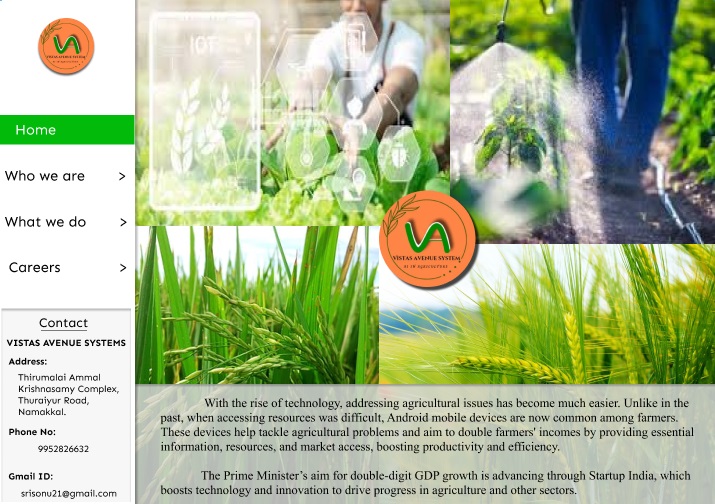 VISTAS AVENUE SYSTEM
AI IN AGRICULTURE
Home
Who we are >
What we do >
Careers >
Contact
VISTAS AVENUE SYSTEMS
Address:
Thirumalai Ammal
Krishnasamy Complex,
Thuraiyur Road,
Namakkal.
Phone No:
9952826632
Gmail ID:
srisonu21@gmail.com
IOT
VISTAS AVENUE SYSTEM
AI IN AGRICULTURE
With the rise of technology, addressing agricultural issues has become much easier. Unlike in the
past, when accessing resources was difficult, Android mobile devices are now common among farmers.
These devices help tackle agricultural problems and aim to double farmers' incomes by providing essential
information, resources, and market access, boosting productivity and efficiency.
The Prime Minister’s aim for double-digit GDP growth is advancing through Startup India, which
boosts technology and innovation to drive progress in agriculture and other sectors.